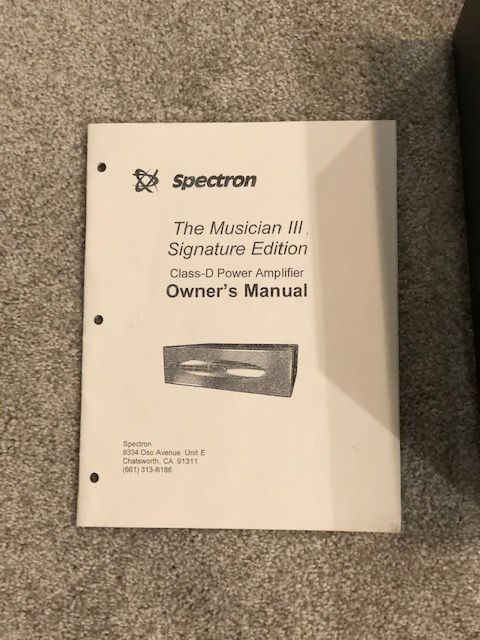 Spectron
The Musician III
Signature Edition
Class-D Power Amplifier
Owner's Manual
Spectron
9334 Oso Avenue Unit E
Chatsworth, CA 91311
(661) 313-8186